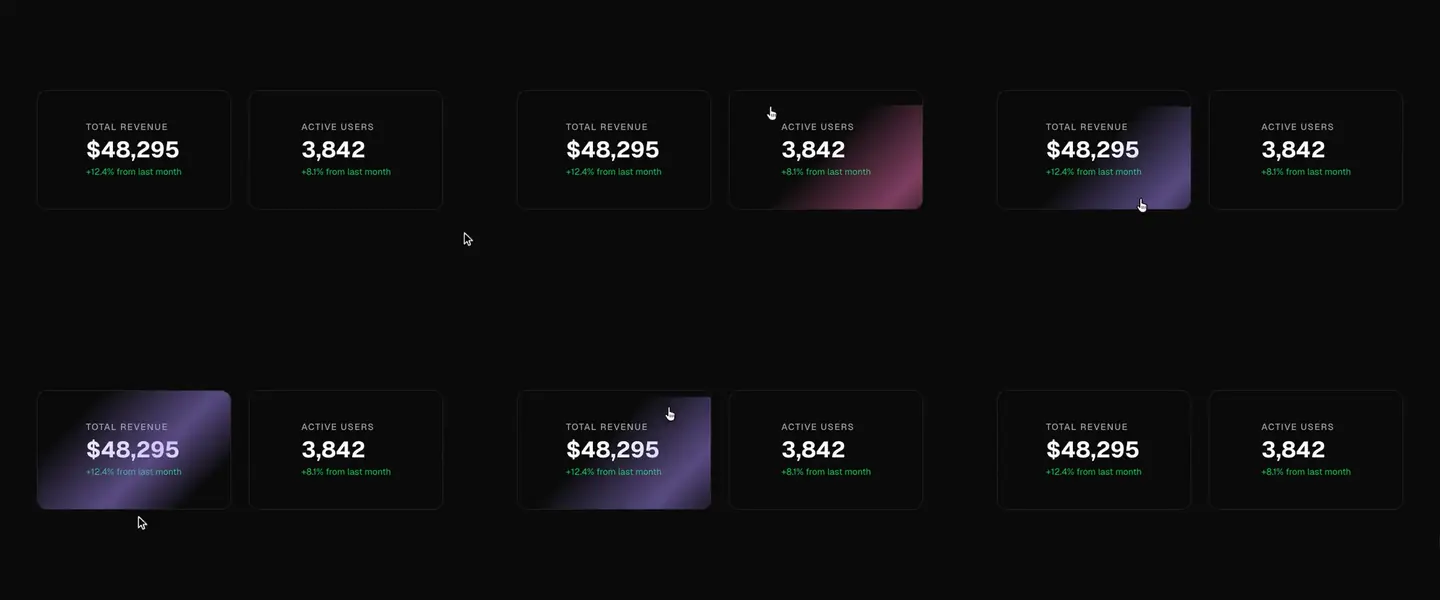 TOTAL REVENUE
$48,295
+12.4% from last month
ACTIVE USERS
3,842
+8.1% from last month
TOTAL REVENUE
$48,295
+12.4% from last month
ACTIVE USERS
3,842
+8.1% from last month
TOTAL REVENUE
$48,295
+12.4% from last month
ACTIVE USERS
3,842
+8.1% from last month
TOTAL REVENUE
$48,295
+12.4% from last month
ACTIVE USERS
3,842
+8.1% from last month
TOTAL REVENUE
$48,295
+12.4% from last month
ACTIVE USERS
3,842
+8.1% from last month
TOTAL REVENUE
$48,295
+12.4% from last month
ACTIVE USERS
3,842
+8.1% from last month